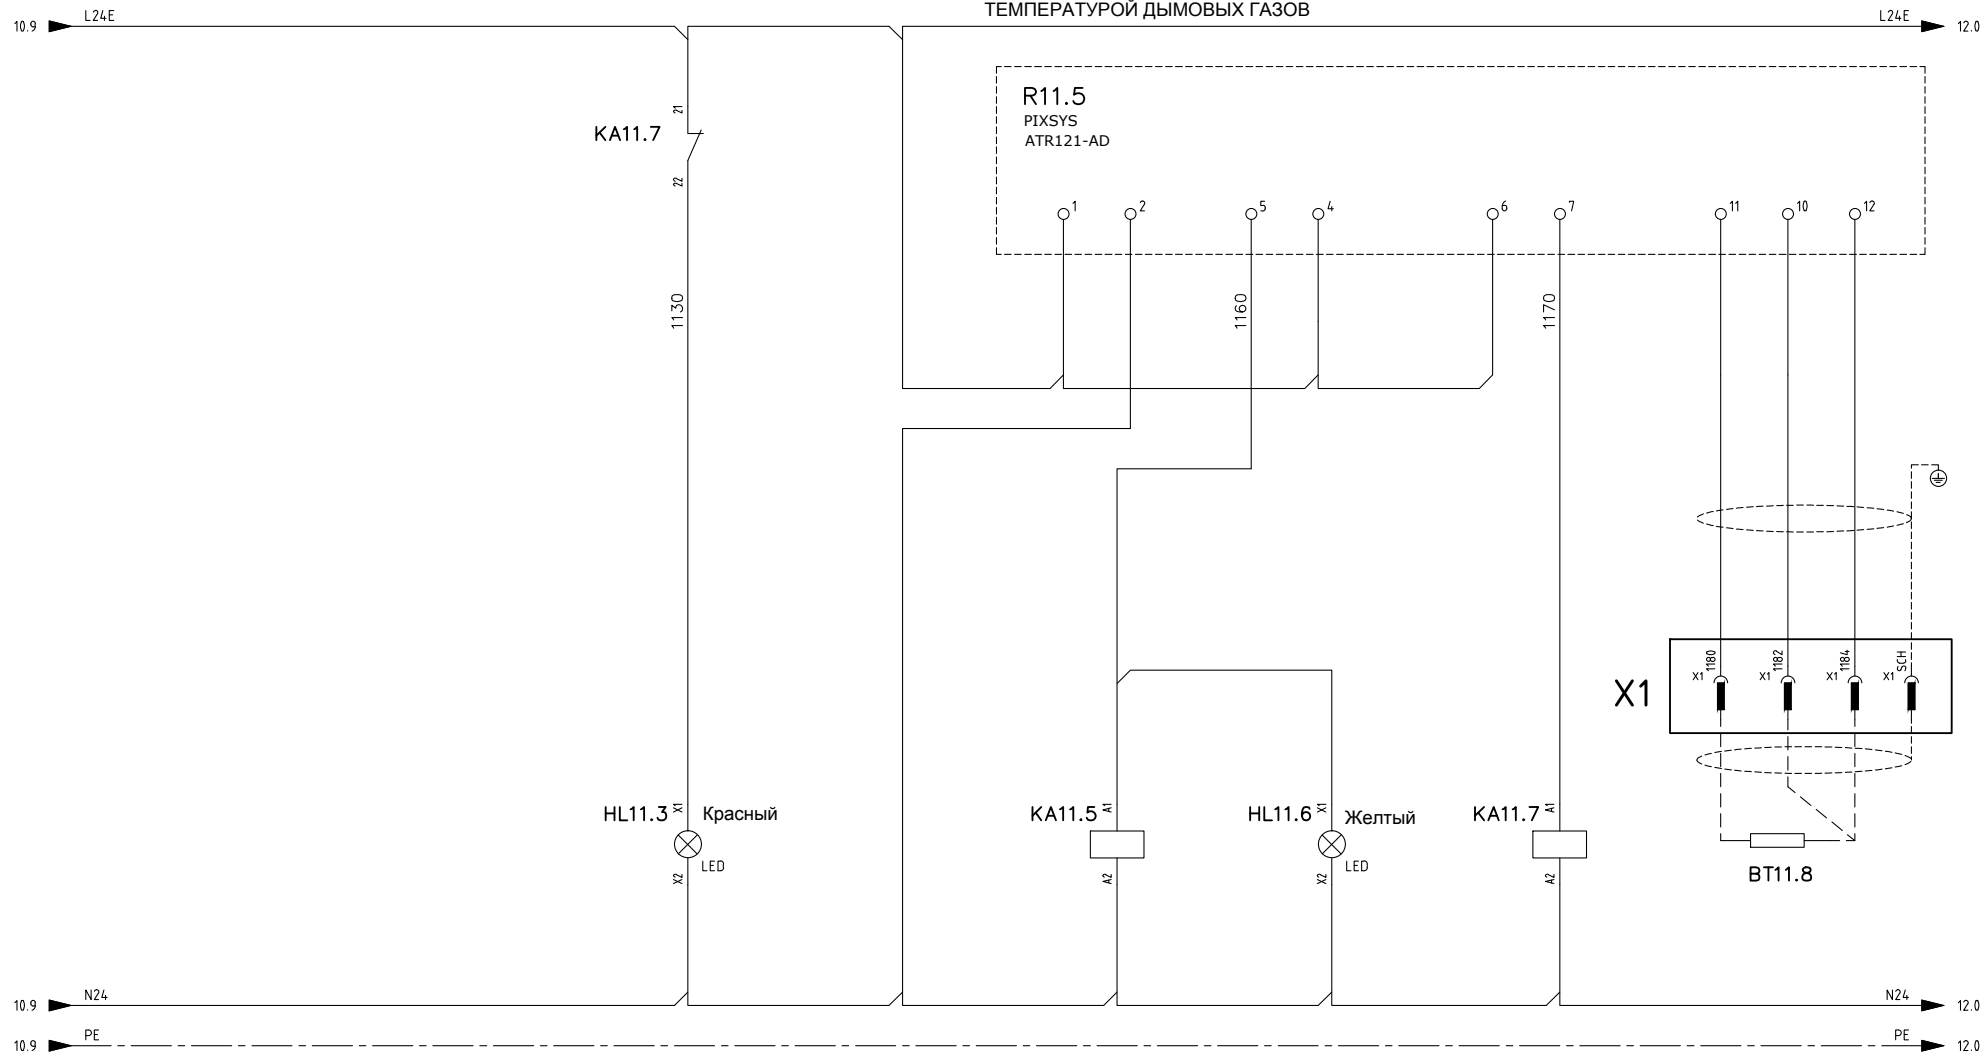 ТЕМПЕРАТУРОЙ ДЫМОВЫХ ГАЗОВ
10.9 L24E L24E 12.0
R11.5
PIXSYS
ATR121-AD
21
KA11.7
22
1 2 5 4 6 7 11 10 12
1130 1160 1170
X1 1180 X1 1182 X1 1184 X1 SCH
X1
HL11.3 X1 Красный KA11.5 A1 HL11.6 X1 Желтый KA11.7 A1
LED LED
X2 A2 X2 A2
BT11.8
10.9 N24 N24 12.0
10.9 PE PE 12.0